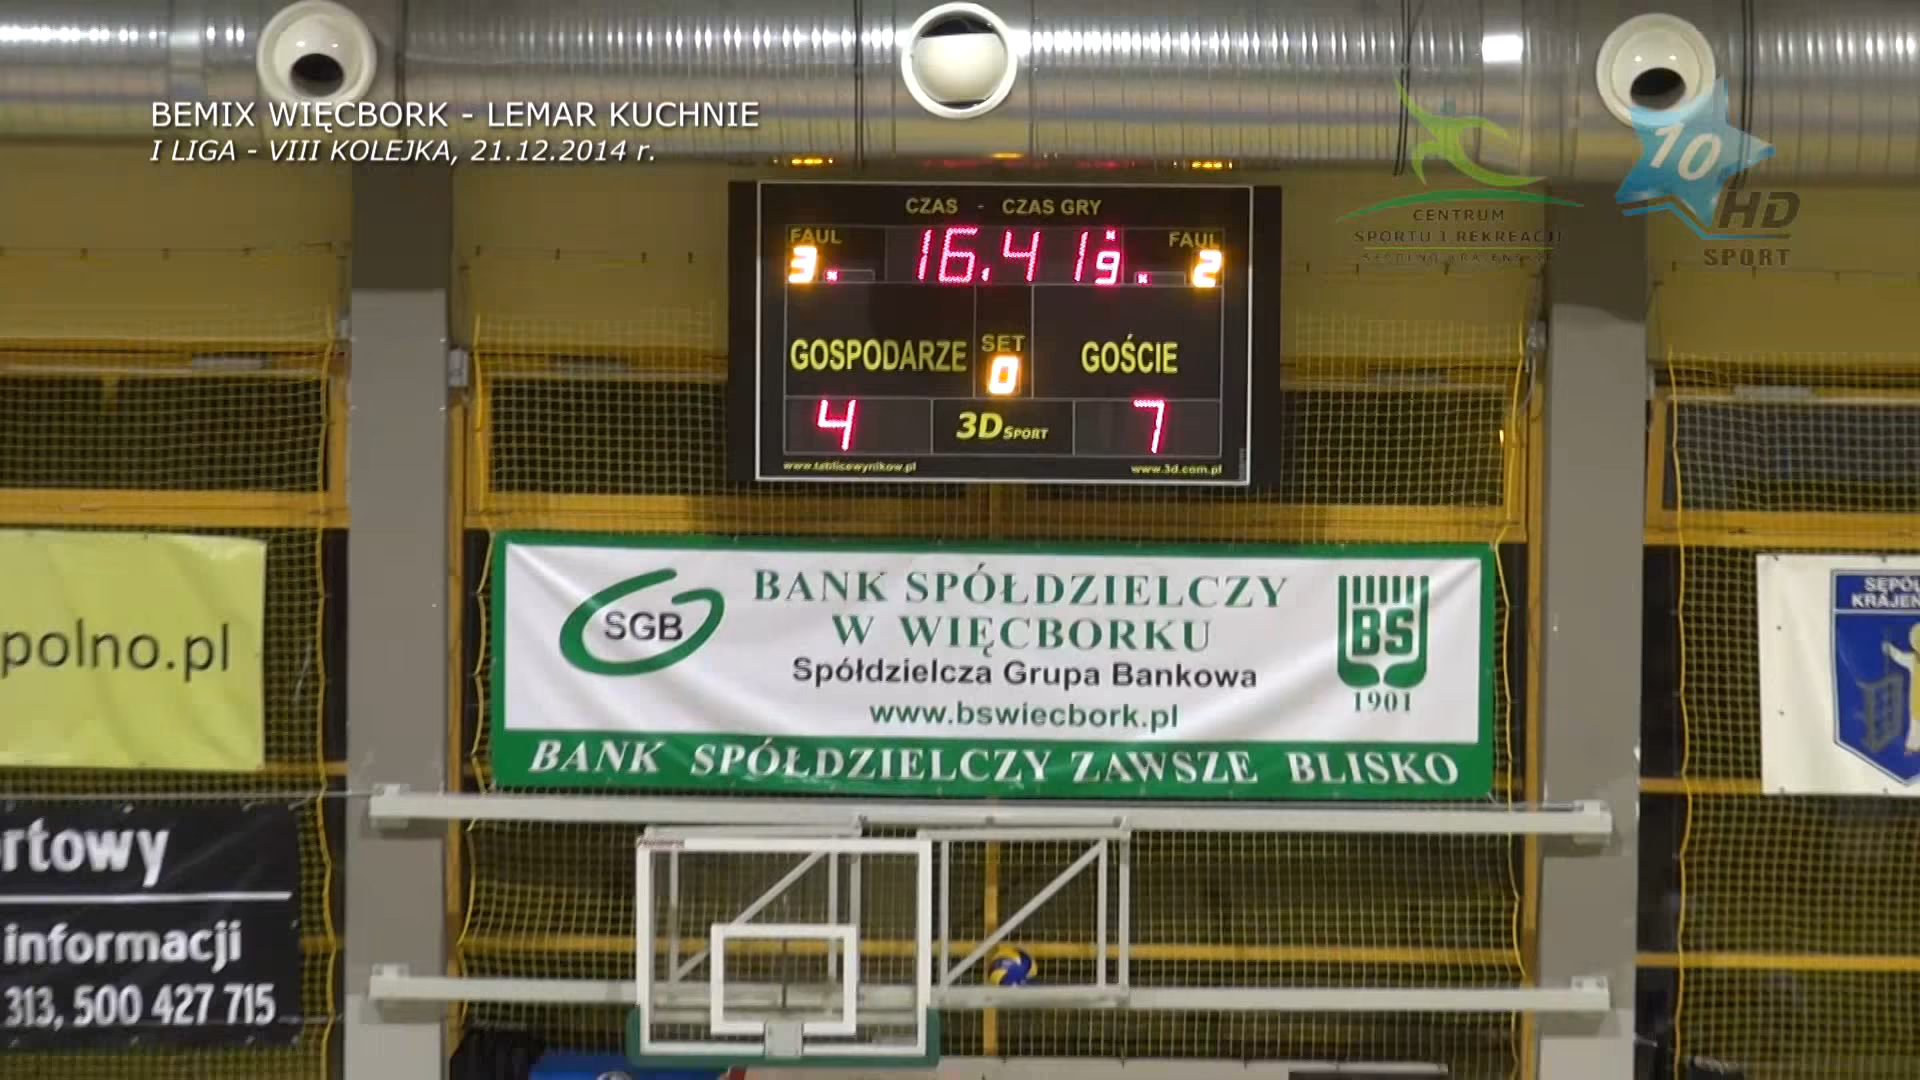 BEMIX WIĘCBORK - LEMAR KUCHNIE
I LIGA - VIII KOLEJKA, 21.12.2014 r.
CENTRUM
SPORTU I REKREACJI
10
HD
SPORT
CZAS - CZAS GRY
FAUL
FAUL
3
16.41
2
GOSPODARZE
SET
0
GOŚCIE
4
3D SPORT
7
www.tablicewynikow.pl
www.3d.com.pl
SGB
BANK SPÓŁDZIELCZY
W WIĘCBORKU
Spółdzielcza Grupa Bankowa
www.bswiecbork.pl
BS
1901
BANK SPÓŁDZIELCZY ZAWSZE BLISKO
polno.pl
rtowy
informacji
313, 500 427 715
SĘPÓL
KRAJEN